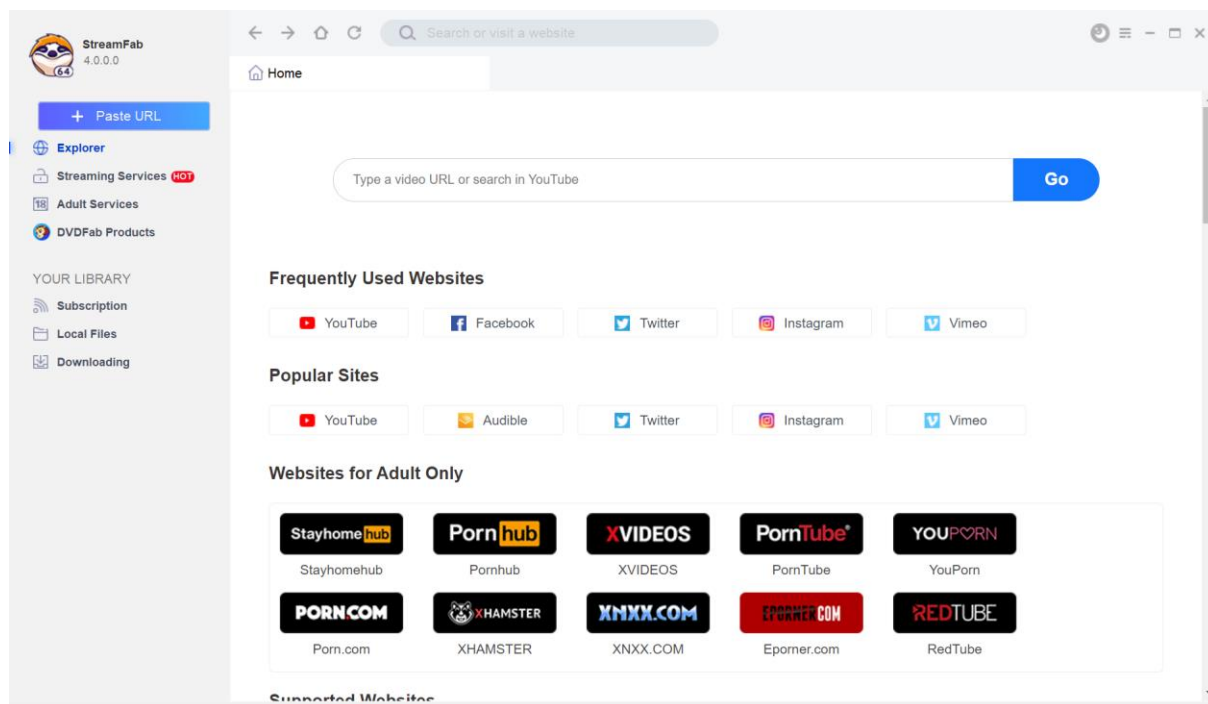 StreamFab
4.0.0.0
64
Search or visit a website
Home
+ Paste URL
Explorer
Streaming Services HOT
18 Adult Services
DVDFab Products
YOUR LIBRARY
Subscription
Local Files
Downloading
Type a video URL or search in YouTube
Go
Frequently Used Websites
YouTube Facebook Twitter Instagram Vimeo
Popular Sites
YouTube Audible Twitter Instagram Vimeo
Websites for Adult Only
Stayhome hub Porn hub XVIDEOS PornTube YOUPORN
Stayhomehub Pornhub XVIDEOS PornTube YouPorn
PORN.COM XHAMSTER XNXX.COM EPORNER.COM REDTUBE
Porn.com XHAMSTER XNXX.COM Eporner.com RedTube
Supported Websites